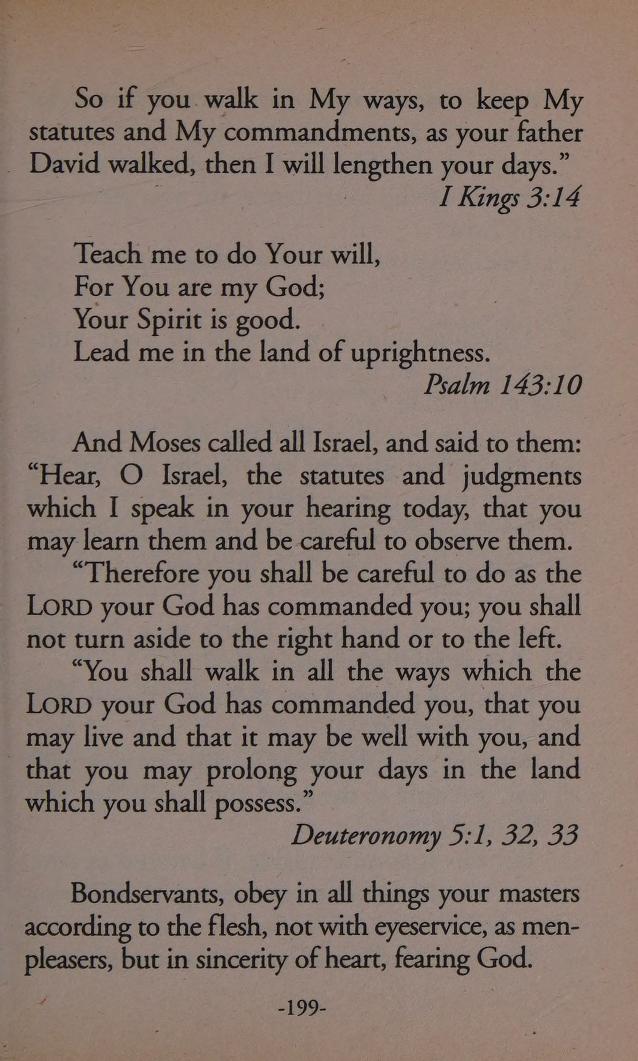 So if you walk in My ways, to keep My
statutes and My commandments, as your father
David walked, then I will lengthen your days.”
I Kings 3:14
Teach me to do Your will,
For You are my God;
Your Spirit is good.
Lead me in the land of uprightness.
Psalm 143:10
And Moses called all Israel, and said to them:
“Hear, O Israel, the statutes and judgments
which I speak in your hearing today, that you
may learn them and be careful to observe them.
“Therefore you shall be careful to do as the
LORD your God has commanded you; you shall
not turn aside to the right hand or to the left.
“You shall walk in all the ways which the
LORD your God has commanded you, that you
may live and that it may be well with you, and
that you may prolong your days in the land
which you shall possess.”
Deuteronomy 5:1, 32, 33
Bondservants, obey in all things your masters
according to the flesh, not with eyeservice, as men-
pleasers, but in sincerity of heart, fearing God.
-199-